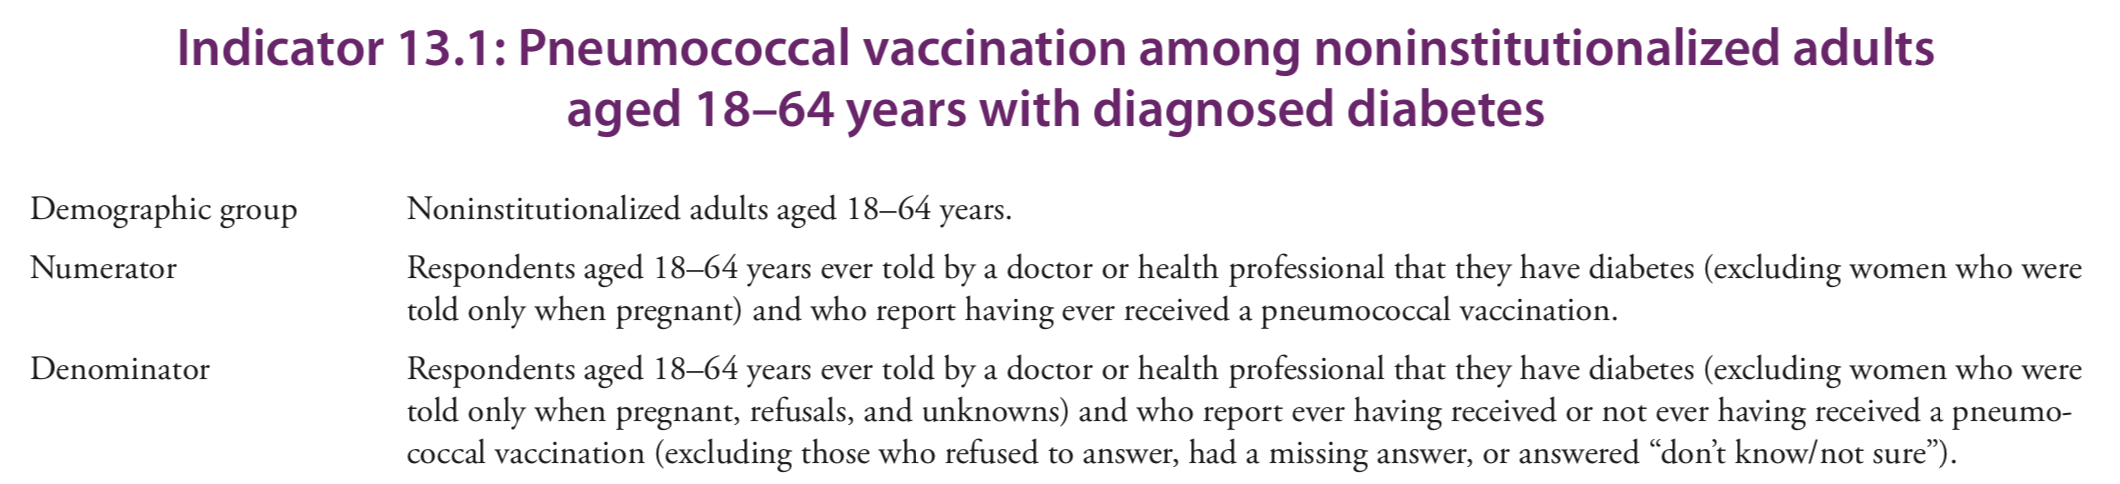 Indicator 13.1: Pneumococcal vaccination among noninstitutionalized adults
aged 18–64 years with diagnosed diabetes
Demographic group Noninstitutionalized adults aged 18–64 years.
Numerator Respondents aged 18–64 years ever told by a doctor or health professional that they have diabetes (excluding women who were
told only when pregnant) and who report having ever received a pneumococcal vaccination.
Denominator Respondents aged 18–64 years ever told by a doctor or health professional that they have diabetes (excluding women who were
told only when pregnant, refusals, and unknowns) and who report ever having received or not ever having received a pneumo-
coccal vaccination (excluding those who refused to answer, had a missing answer, or answered “don’t know/not sure”).